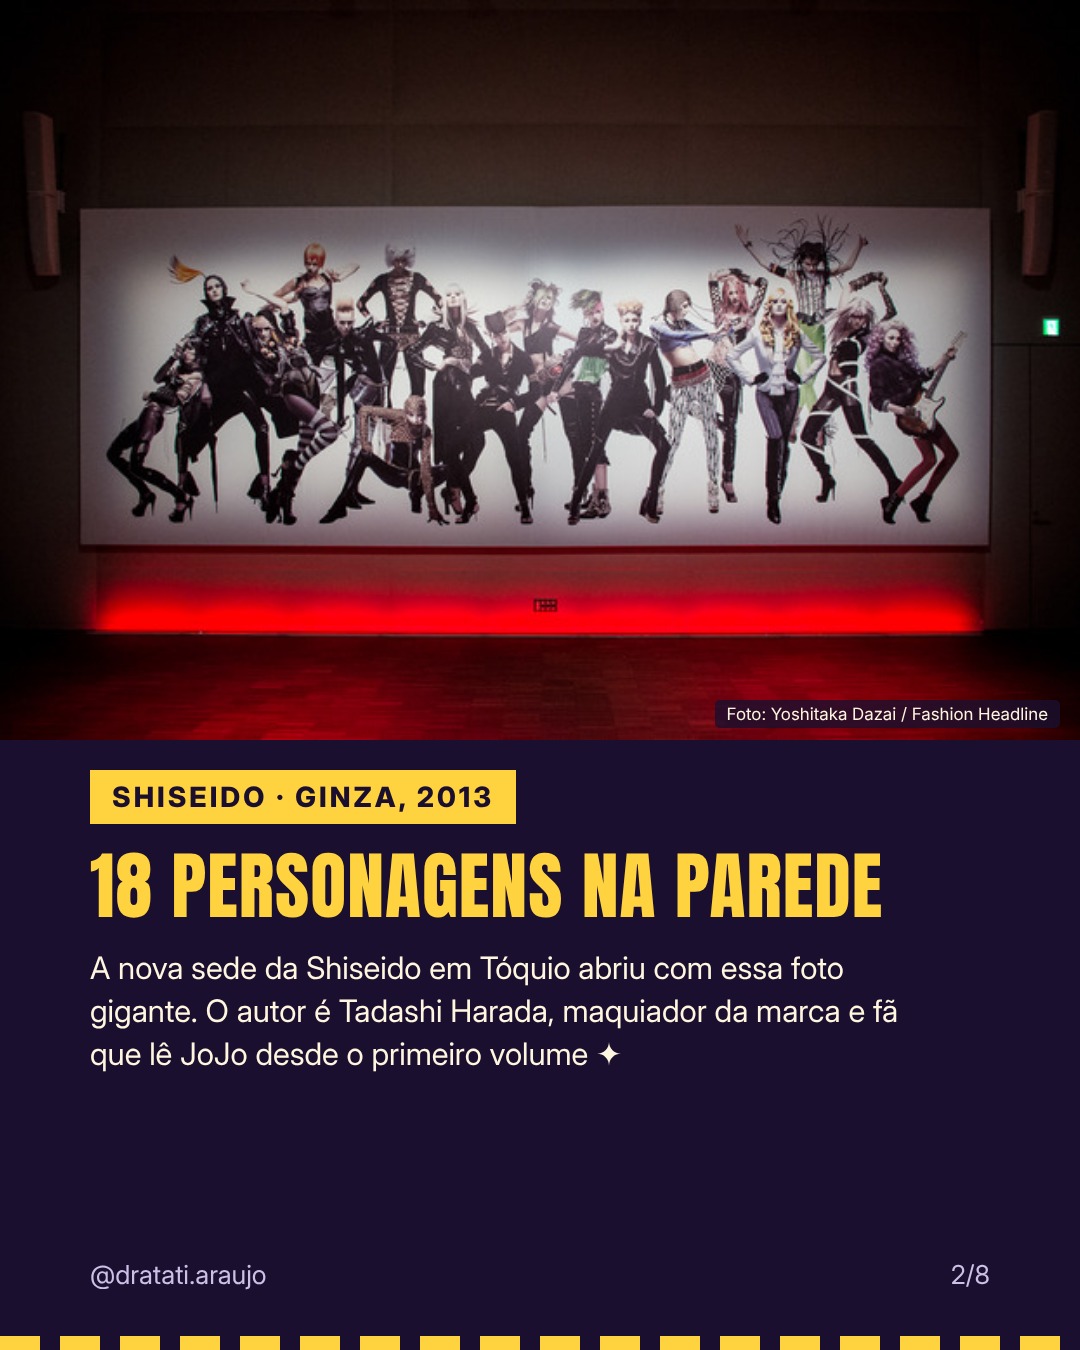 Foto: Yoshitaka Dazai / Fashion Headline
SHISEIDO · GINZA, 2013
18 PERSONAGENS NA PAREDE
A nova sede da Shiseido em Tóquio abriu com essa foto
gigante. O autor é Tadashi Harada, maquiador da marca e fã
que lê JoJo desde o primeiro volume ✦
@dratati.araujo
2/8